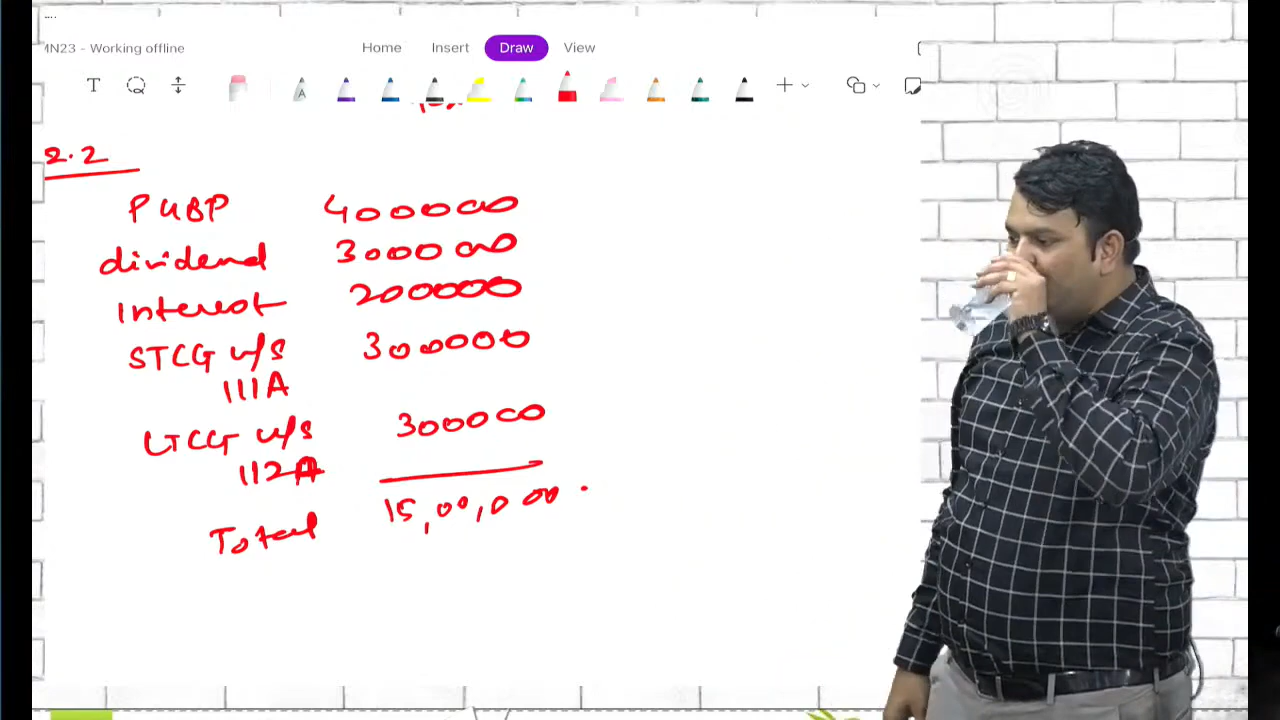 MN23 - Working offline
Home Insert Draw View
T
A
2.2
PGBP 400000
dividend 300000
Interest 200000
STCG u/s 300000
111A
LTCG u/s 300000
112A
Total 15,00,000